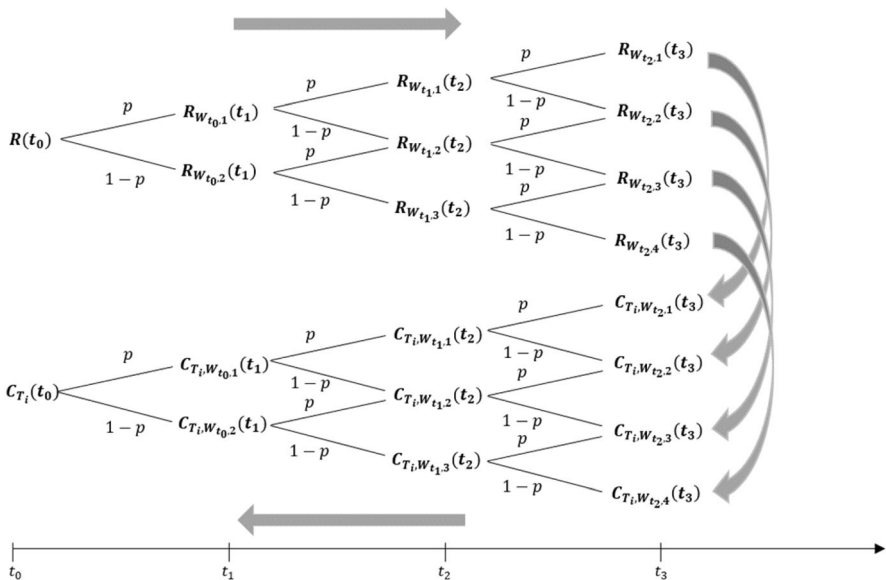 p
R_{W_{t_2,1}}(t_3)
p
R_{W_{t_1,1}}(t_2)
1 − p
p
R_{W_{t_0,1}}(t_1)
1 − p
p
R_{W_{t_2,2}}(t_3)
R(t_0)
p
R_{W_{t_1,2}}(t_2)
1 − p
1 − p
R_{W_{t_0,2}}(t_1)
1 − p
p
R_{W_{t_2,3}}(t_3)
R_{W_{t_1,3}}(t_2)
1 − p
R_{W_{t_2,4}}(t_3)
p
C_{T_i,W_{t_2,1}}(t_3)
p
C_{T_i,W_{t_1,1}}(t_2)
1 − p
p
C_{T_i,W_{t_0,1}}(t_1)
1 − p
p
C_{T_i,W_{t_2,2}}(t_3)
C_{T_i}(t_0)
p
C_{T_i,W_{t_1,2}}(t_2)
1 − p
1 − p
C_{T_i,W_{t_0,2}}(t_1)
1 − p
p
C_{T_i,W_{t_2,3}}(t_3)
C_{T_i,W_{t_1,3}}(t_2)
1 − p
C_{T_i,W_{t_2,4}}(t_3)
t_0 t_1 t_2 t_3